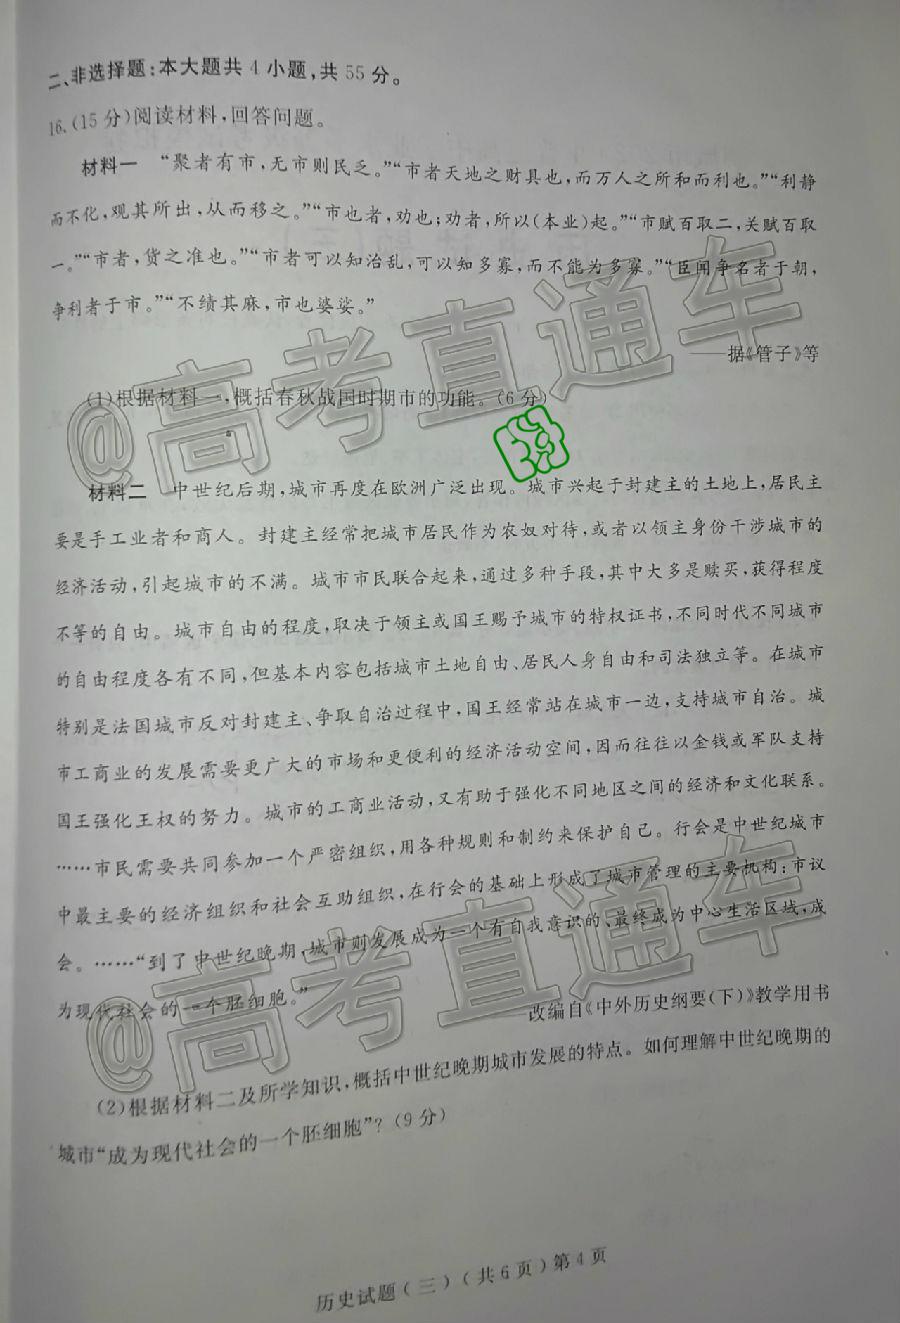 二、非选择题:本大题共4小题,共55分。
16.(15分)阅读材料,回答问题。
材料一 “聚者有市,无市则民乏。”“市者天地之财具也,而万人之所和而利也。”“利静
而不化,观其所出,从而移之。”“市也者,劝也;劝者,所以(本业)起。”“市赋百取二,关赋百取
一。”“市者,货之准也。”“市者可以知治乱,可以知多寡,而不能为多寡。”“臣闻争名者于朝,
争利者于市。”“不绩其麻,市也婆娑。”
——据《管子》等
(1)根据材料一,概括春秋战国时期市的功能。(6分)
材料二 中世纪后期,城市再度在欧洲广泛出现。城市兴起于封建主的土地上,居民主
要是手工业者和商人。封建主经常把城市居民作为农奴对待,或者以领主身份干涉城市的
经济活动,引起城市的不满。城市市民联合起来,通过多种手段,其中大多是赎买,获得程度
不等的自由。城市自由的程度,取决于领主或国王赐予城市的特权证书,不同时代不同城市
的自由程度各有不同,但基本内容包括城市土地自由、居民人身自由和司法独立等。在城市
特别是法国城市反对封建主、争取自治过程中,国王经常站在城市一边,支持城市自治。城
市工商业的发展需要更广大的市场和更便利的经济活动空间,因而往往以金钱或军队支持
国王强化王权的努力。城市的工商业活动,又有助于强化不同地区之间的经济和文化联系。
……市民需要共同参加一个严密组织,用各种规则和制约来保护自己。行会是中世纪城市
中最主要的经济组织和社会互助组织,在行会的基础上形成了城市管理的主要机构:市议
会。……“到了中世纪晚期,城市则发展成为一个有自我意识的、最终成为中心生活区域,成
为现代社会的一个胚细胞。”
改编自《中外历史纲要(下)》教学用书
(2)根据材料二及所学知识,概括中世纪晚期城市发展的特点。如何理解中世纪晚期的
城市“成为现代社会的一个胚细胞”?(9分)
历史试题(三)(共6页)第4页
@高考直通车
@高考直通车